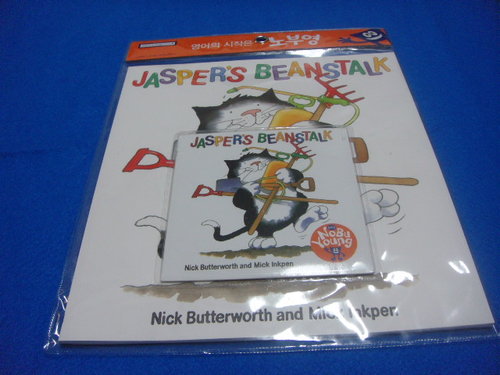 영어의 시작은 노부영
JASPER'S BEANSTALK
JASPER'S BEANSTALK
NoBu
Young
Nick Butterworth and Mick Inkpen
Nick Butterworth and Mick Inkpen